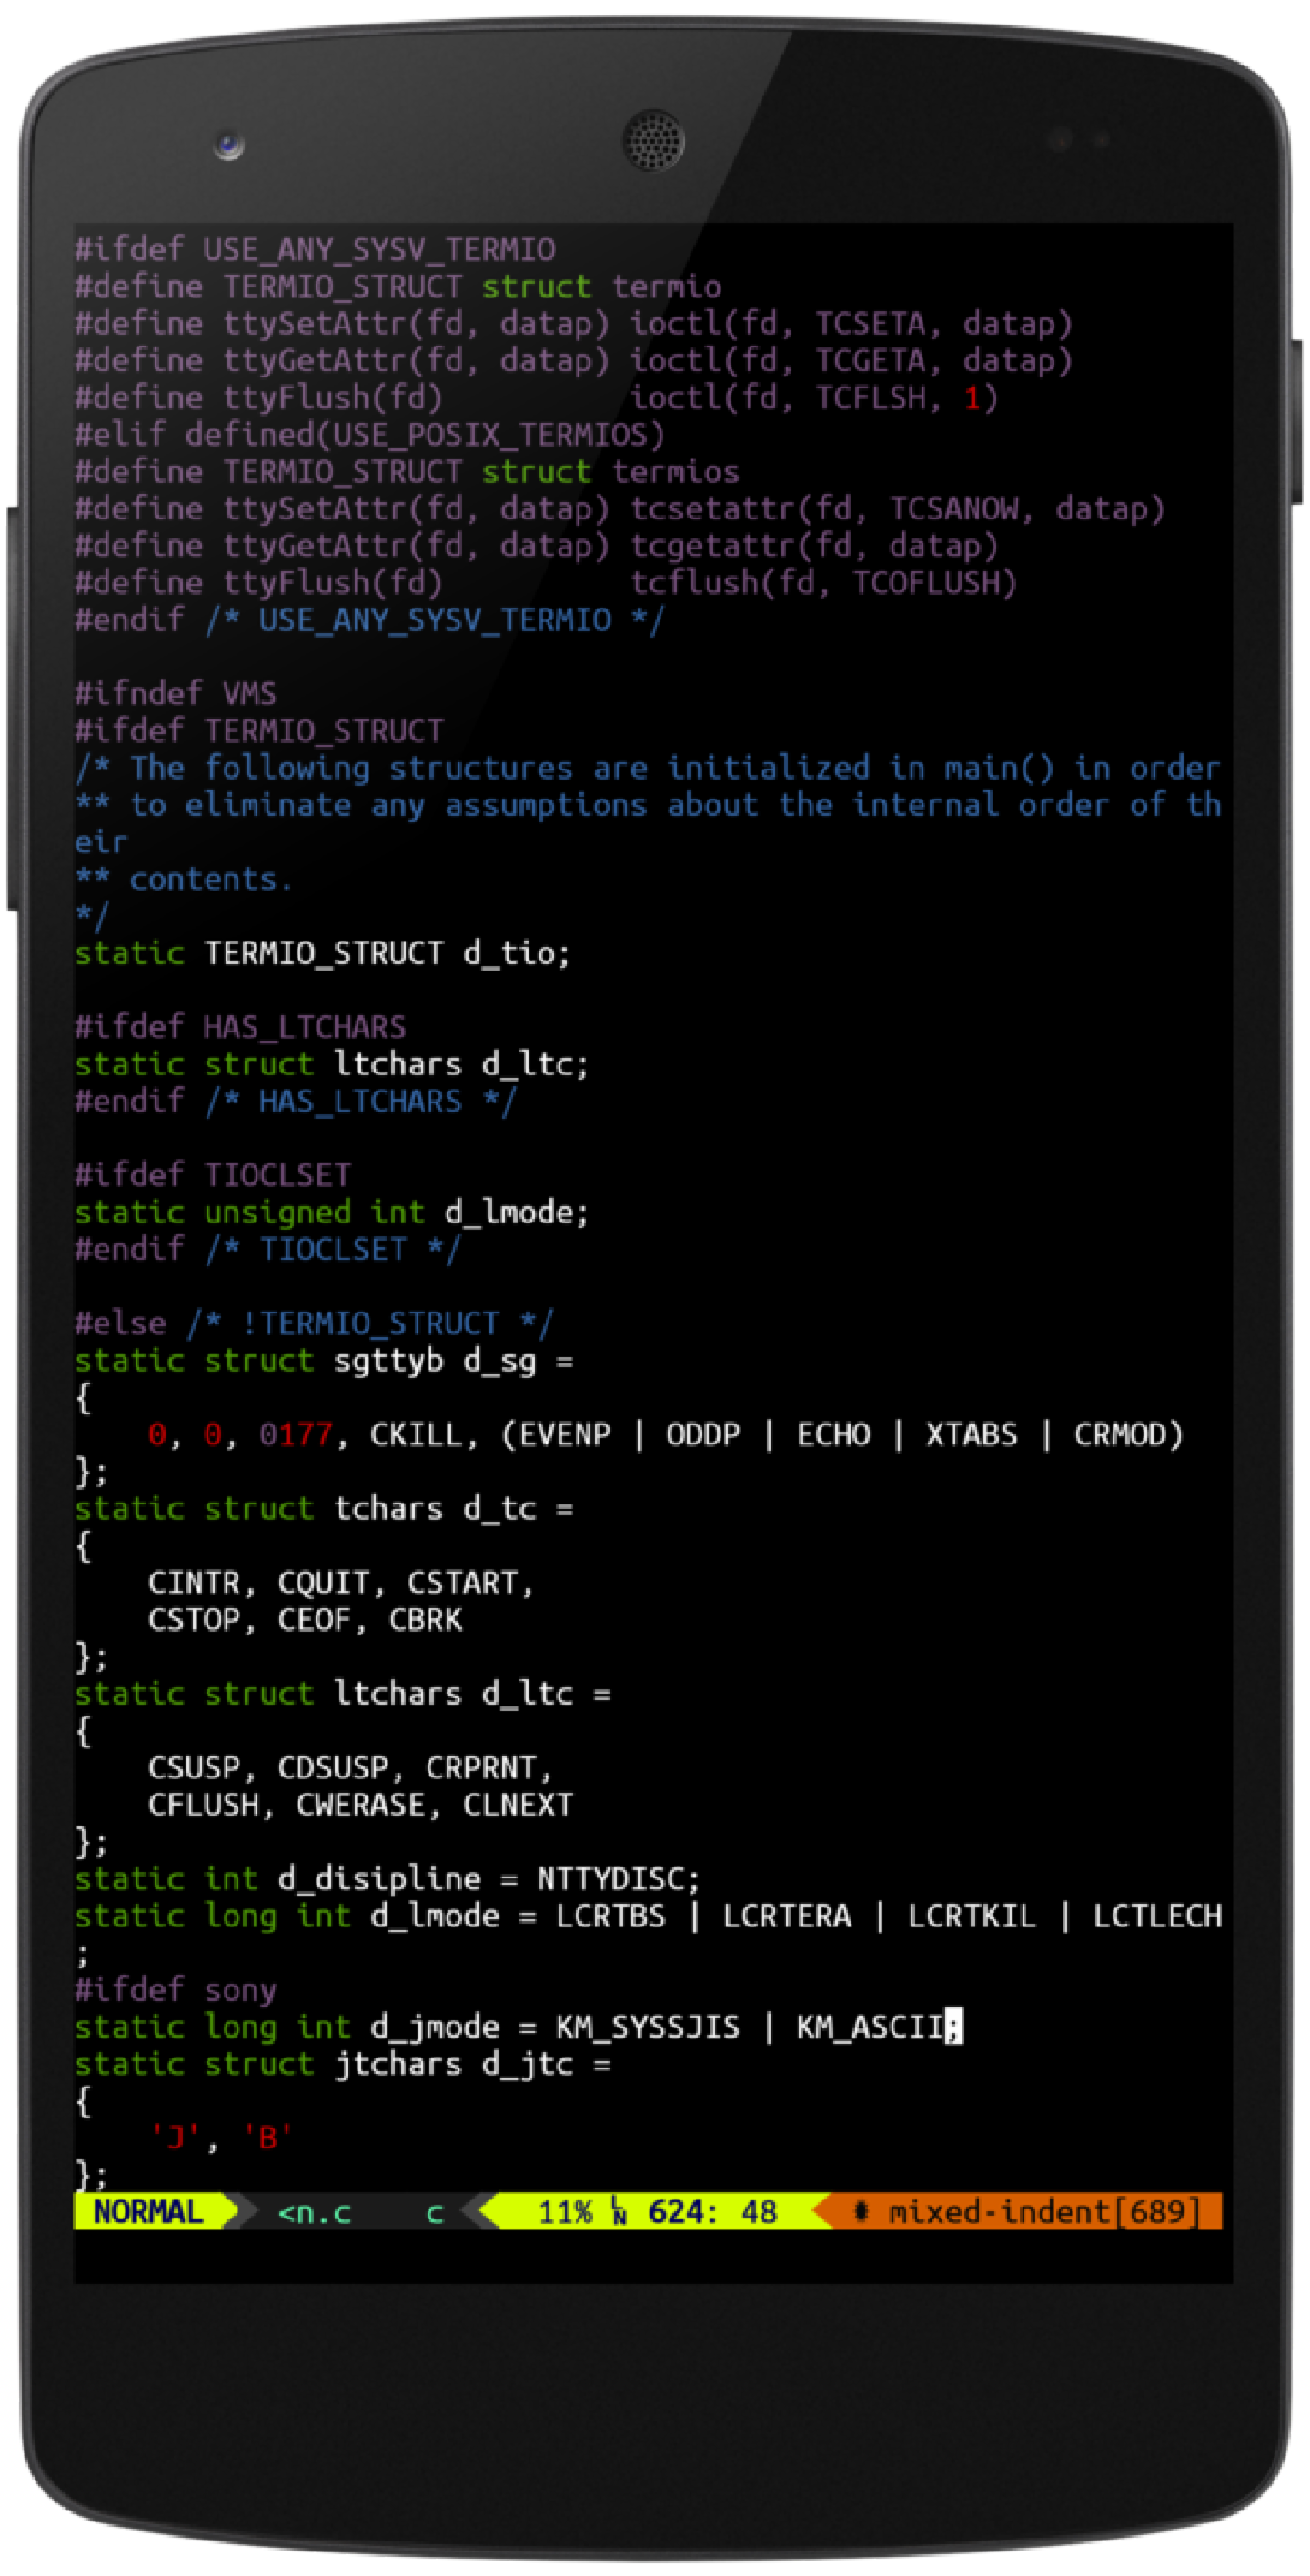 #ifdef USE_ANY_SYSV_TERMIO
#define TERMIO_STRUCT struct termio
#define ttySetAttr(fd, datap) ioctl(fd, TCSETA, datap)
#define ttyGetAttr(fd, datap) ioctl(fd, TCGETA, datap)
#define ttyFlush(fd)          ioctl(fd, TCFLSH, 1)
#elif defined(USE_POSIX_TERMIOS)
#define TERMIO_STRUCT struct termios
#define ttySetAttr(fd, datap) tcsetattr(fd, TCSANOW, datap)
#define ttyGetAttr(fd, datap) tcgetattr(fd, datap)
#define ttyFlush(fd)          tcflush(fd, TCOFLUSH)
#endif /* USE_ANY_SYSV_TERMIO */

#ifndef VMS
#ifdef TERMIO_STRUCT
/* The following structures are initialized in main() in order
** to eliminate any assumptions about the internal order of th
eir
** contents.
*/
static TERMIO_STRUCT d_tio;

#ifdef HAS_LTCHARS
static struct ltchars d_ltc;
#endif /* HAS_LTCHARS */

#ifdef TIOCLSET
static unsigned int d_lmode;
#endif /* TIOCLSET */

#else /* !TERMIO_STRUCT */
static struct sgttyb d_sg =
{
    0, 0, 0177, CKILL, (EVENP | ODDP | ECHO | XTABS | CRMOD)
};
static struct tchars d_tc =
{
    CINTR, CQUIT, CSTART,
    CSTOP, CEOF, CBRK
};
static struct ltchars d_ltc =
{
    CSUSP, CDSUSP, CRPRNT,
    CFLUSH, CWERASE, CLNEXT
};
static int d_disipline = NTTYDISC;
static long int d_lmode = LCRTBS | LCRTERA | LCRTKIL | LCTLECH
;
#ifdef sony
static long int d_jmode = KM_SYSSJIS | KM_ASCII;
static struct jtchars d_jtc =
{
    'J', 'B'
};
NORMAL <n.c c 11% LN 624: 48 mixed-indent[689]